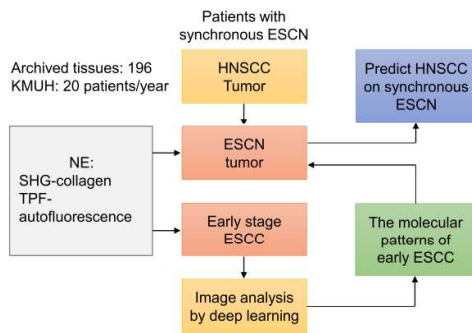 Patients with
synchronous ESCN
Archived tissues: 196
KMUH: 20 patients/year
HNSCC
Tumor
Predict HNSCC
on synchronous
ESCN
NE:
SHG-collagen
TPF-
autofluorescence
ESCN
tumor
Early stage
ESCC
The molecular
patterns of
early ESCC
Image analysis
by deep learning